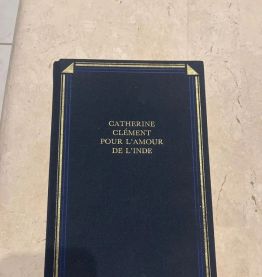 CATHERINE
CLÉMENT
POUR L'AMOUR
DE L'INDE